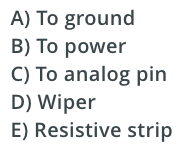 A) To ground
B) To power
C) To analog pin
D) Wiper
E) Resistive strip